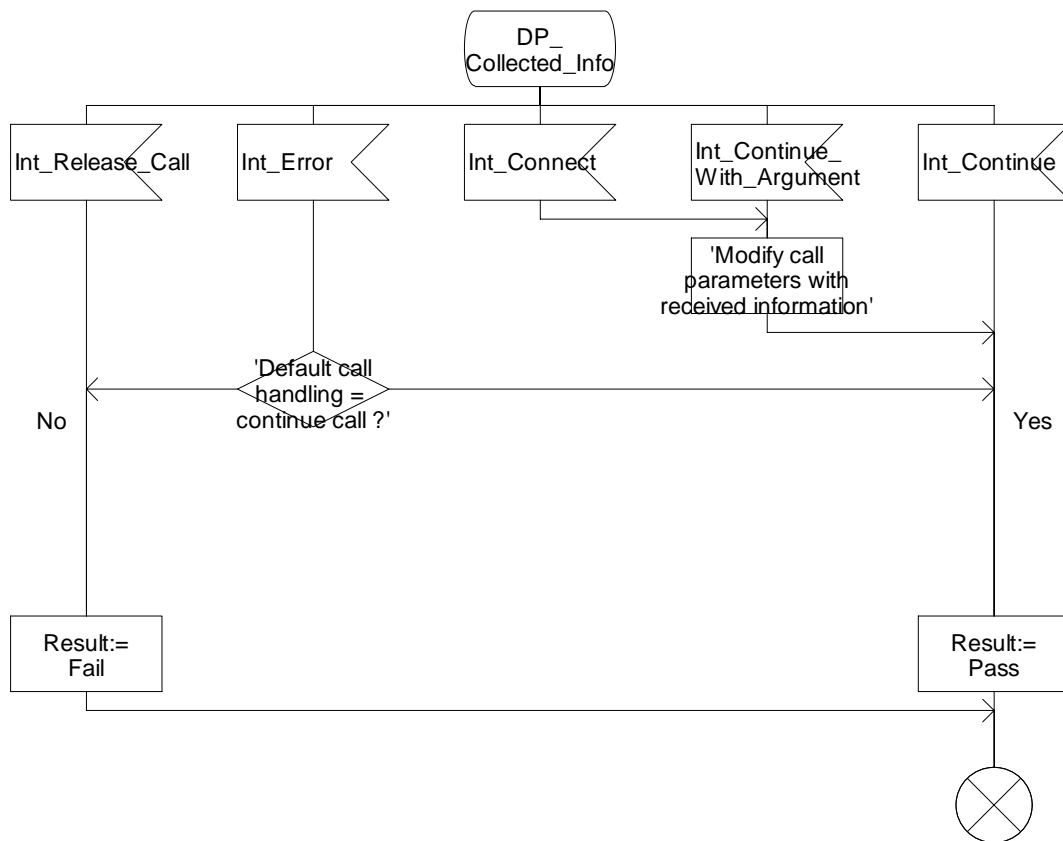 DP_
Collected_Info
Int_Release_Call
Int_Error
Int_Connect
Int_Continue_
With_Argument
Int_Continue
'Modify call
parameters with
received information'
'Default call
handling =
continue call ?'
No
Yes
Result:=
Fail
Result:=
Pass